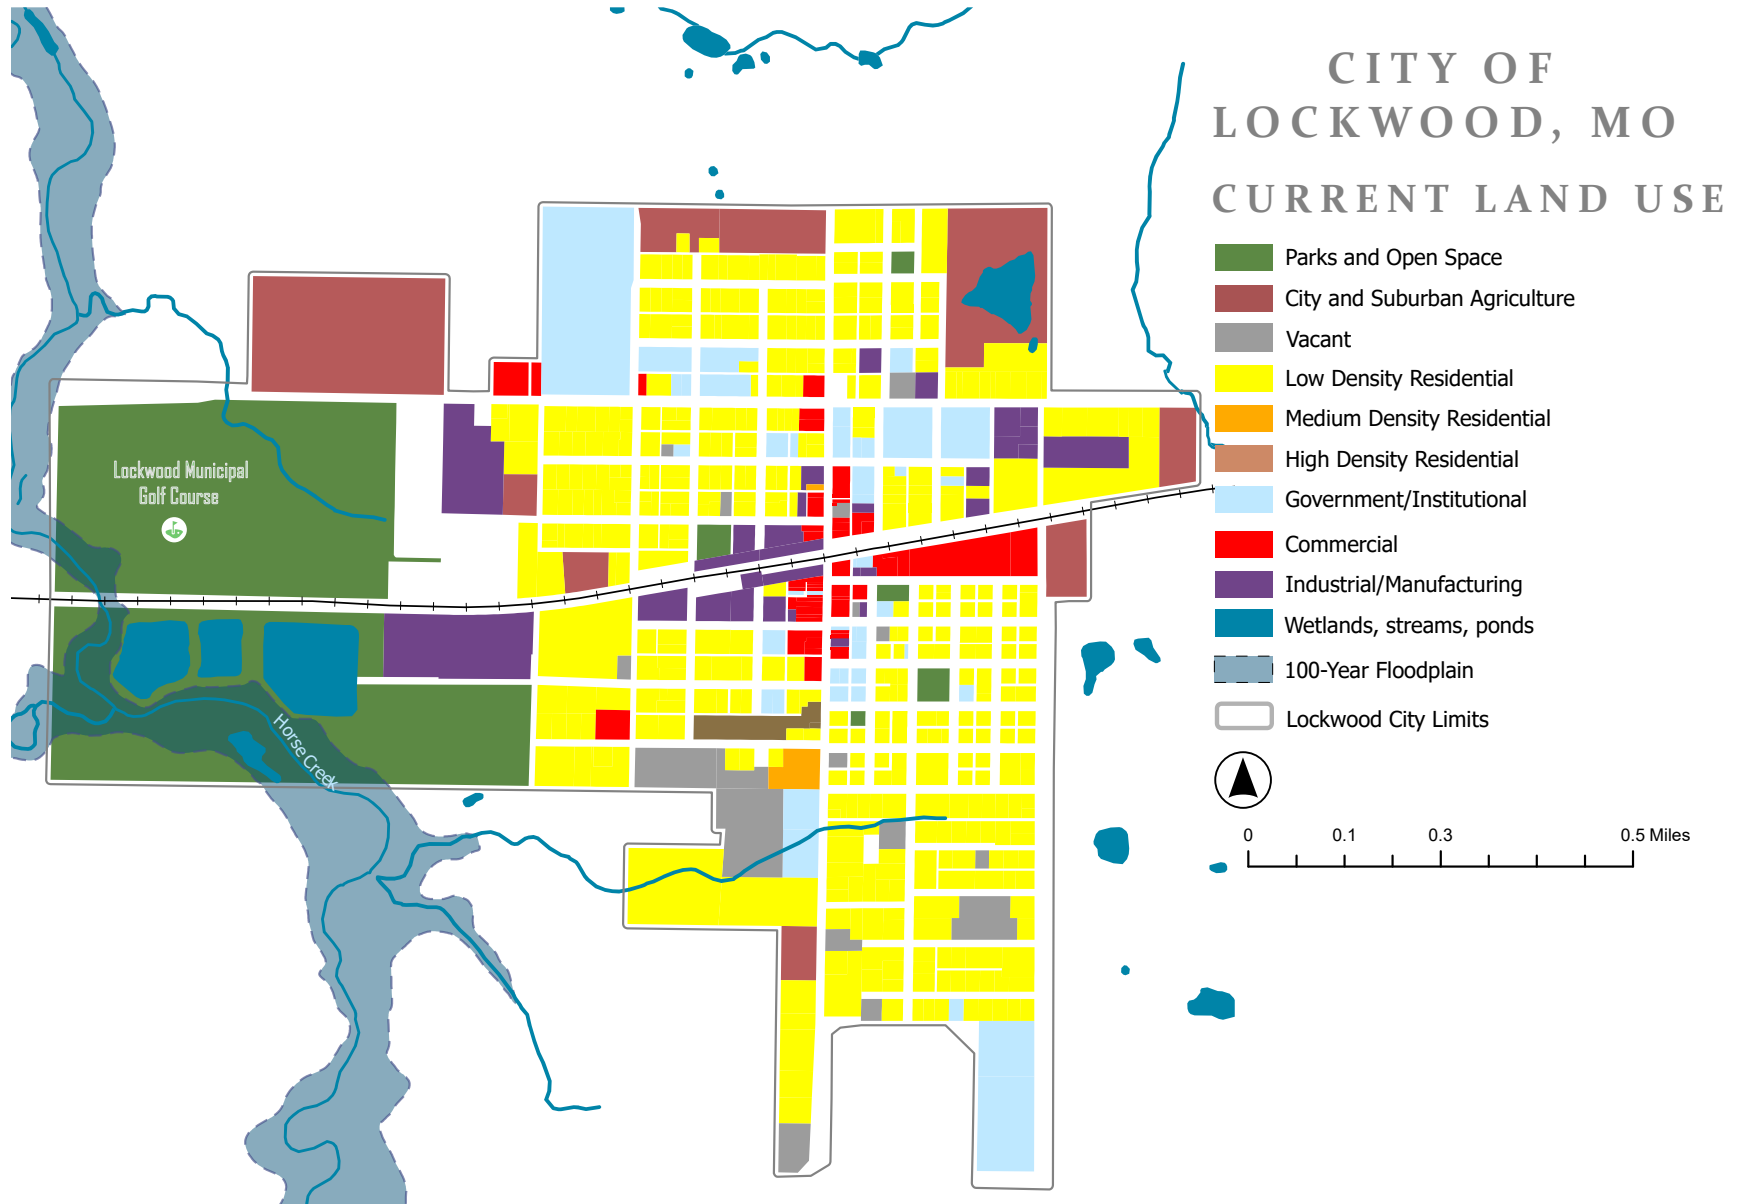 CITY OF
LOCKWOOD, MO
CURRENT LAND USE
Parks and Open Space
City and Suburban Agriculture
Vacant
Low Density Residential
Medium Density Residential
High Density Residential
Government/Institutional
Commercial
Industrial/Manufacturing
Wetlands, streams, ponds
100-Year Floodplain
Lockwood City Limits
0 0.1 0.3 0.5 Miles
Lockwood Municipal
Golf Course
Horse Creek